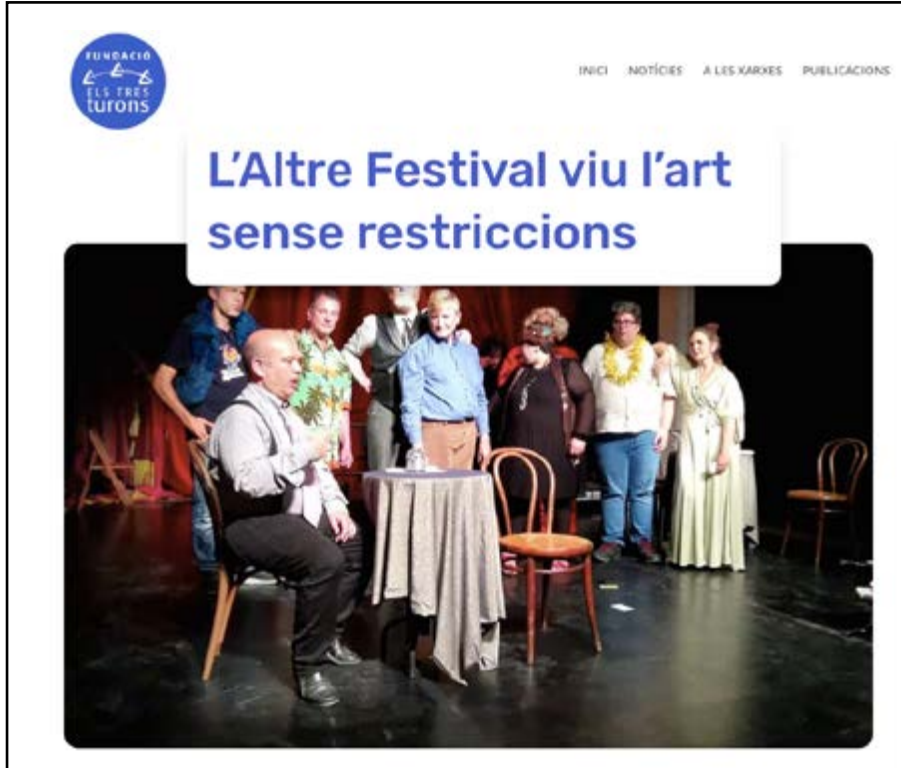 FUNDACIÓ
ELS TRES
turons
INICI NOTÍCIES A LES XARXES PUBLICACIONS
L'Altre Festival viu l'art
sense restriccions